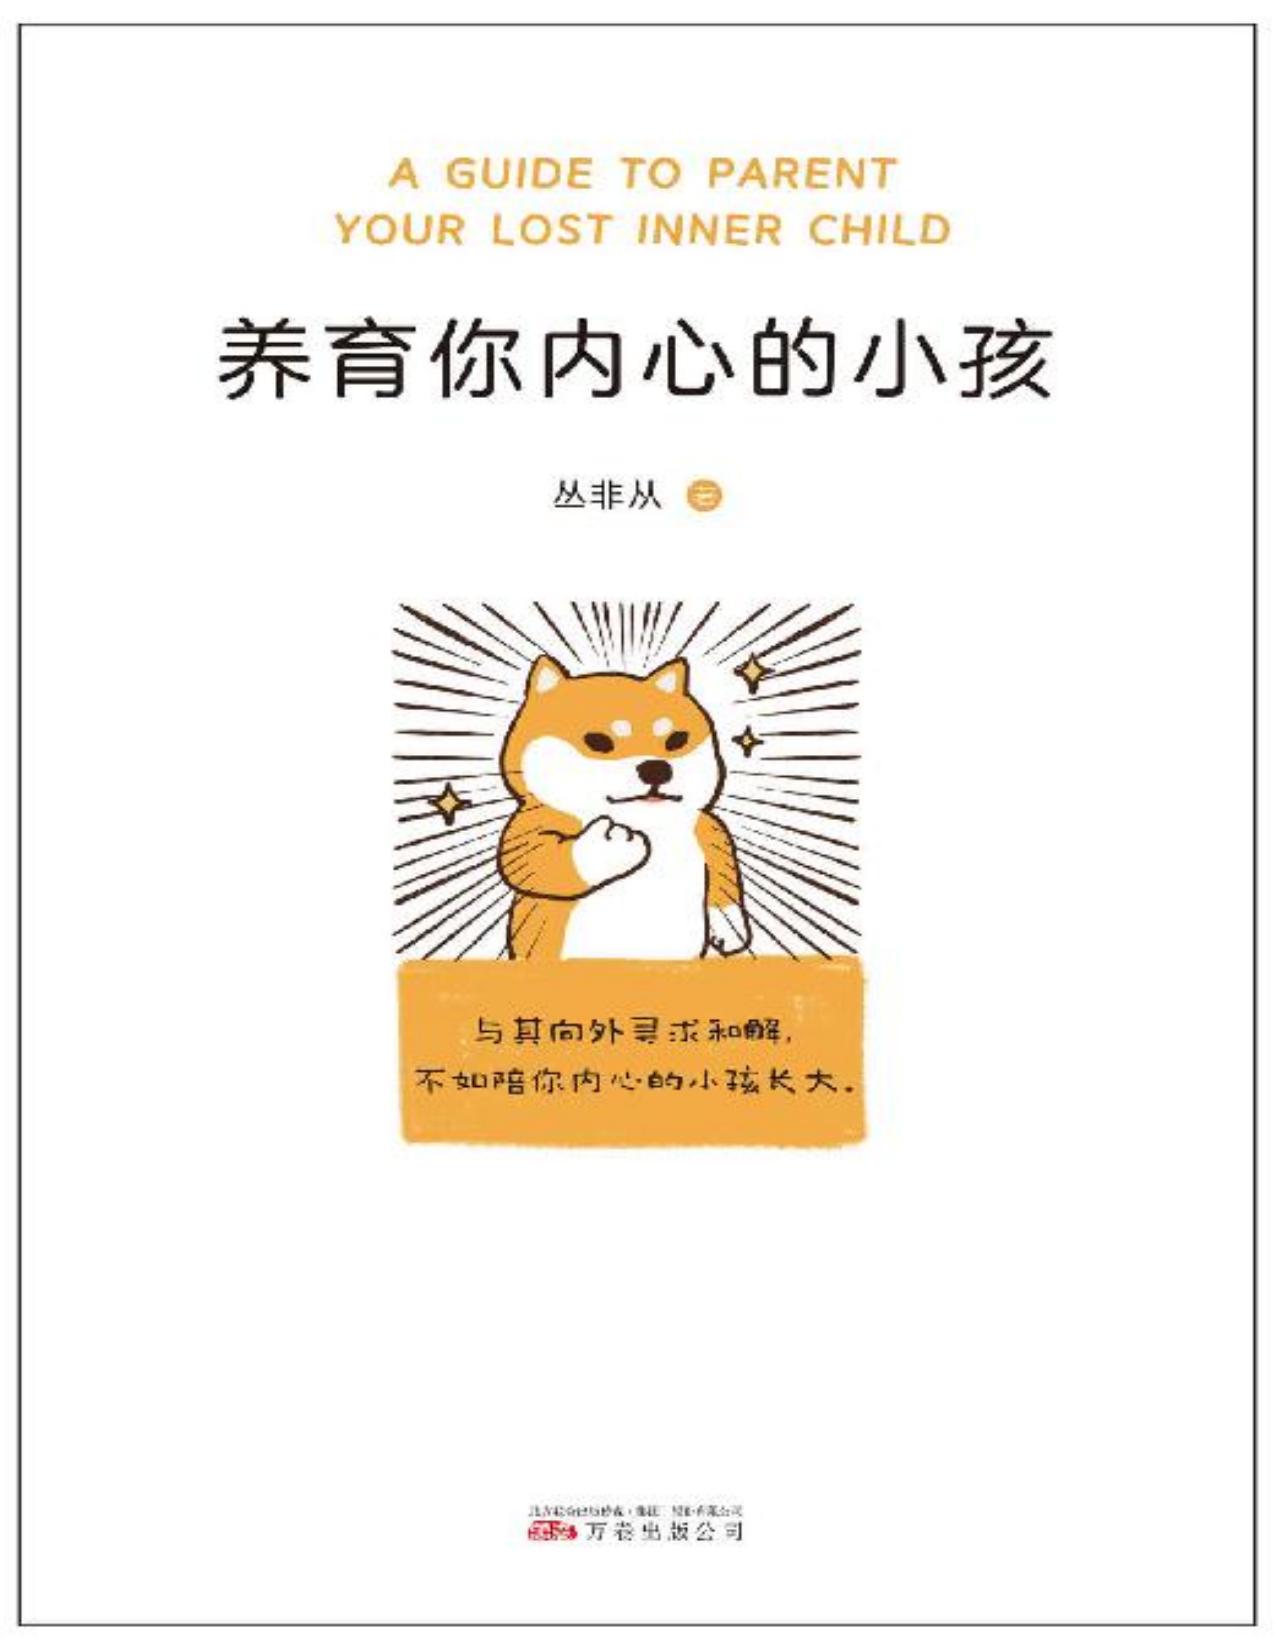 A GUIDE TO PARENT
YOUR LOST INNER CHILD
养育你内心的小孩
丛非从 著
与其向外寻求和解,
不如陪你内心的小孩长大.
万卷出版公司